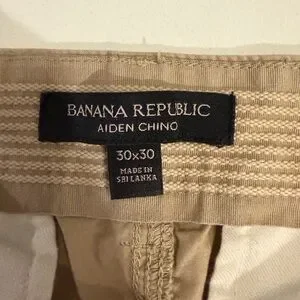 BANANA REPUBLIC
AIDEN CHINO
30x30
MADE IN
SRI LANKA